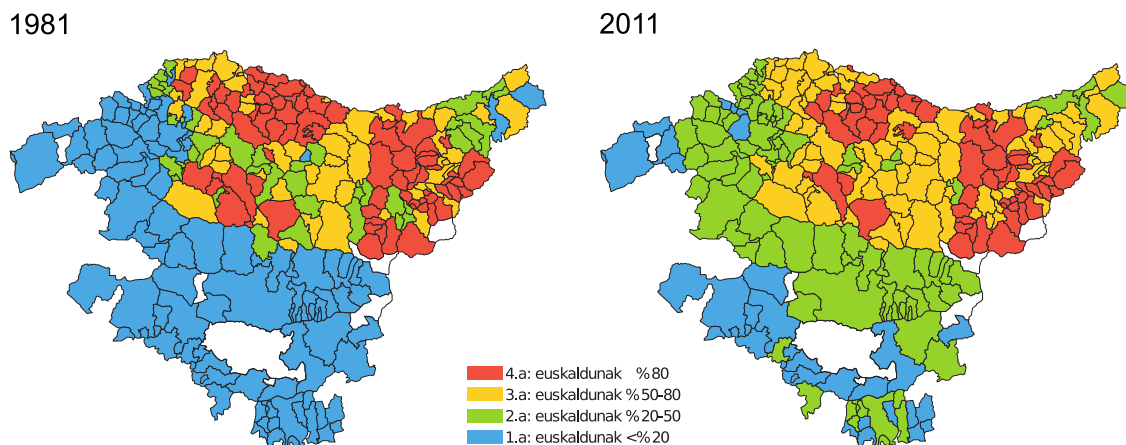 1981
2011
4.a: euskaldunak %80
3.a: euskaldunak %50-80
2.a: euskaldunak %20-50
1.a: euskaldunak <%20